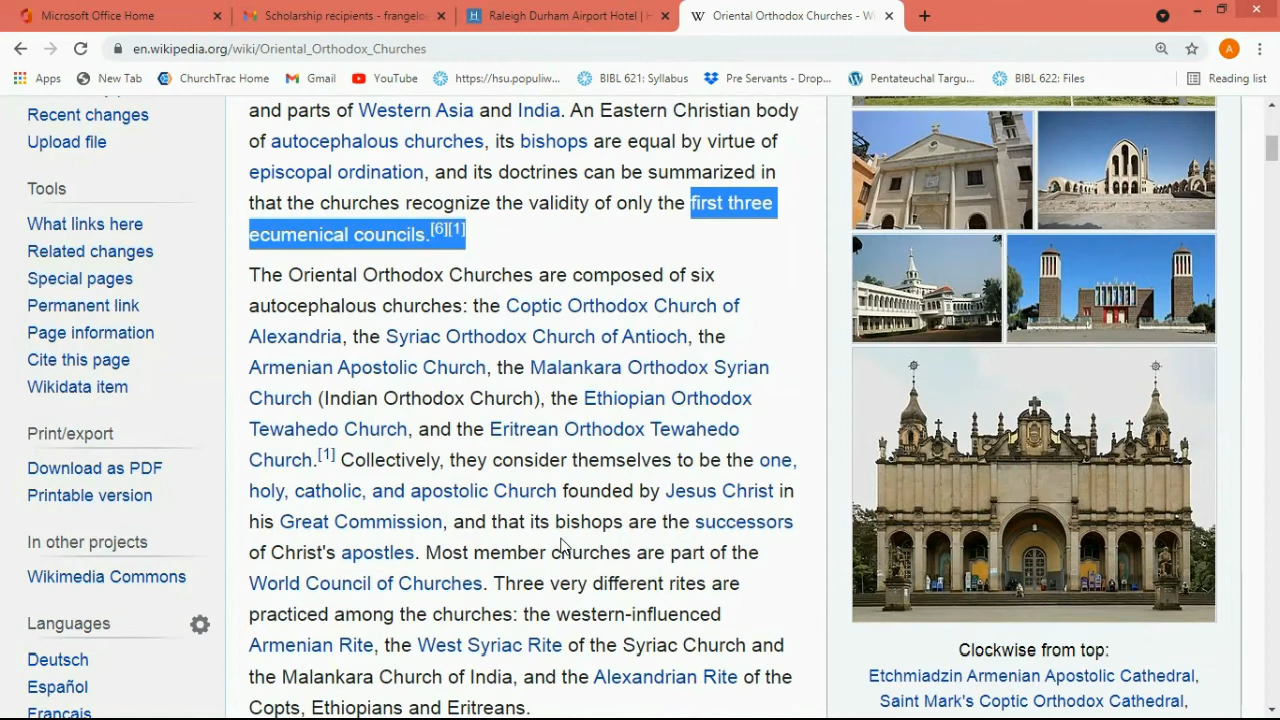 Microsoft Office Home
Scholarship recipients - frangelo
Raleigh Durham Airport Hotel | H
Oriental Orthodox Churches - Wi
en.wikipedia.org/wiki/Oriental_Orthodox_Churches
A
Apps
New Tab
ChurchTrac Home
Gmail
YouTube
https://hsu.populiw...
BIBL 621: Syllabus
Pre Servants - Drop...
Pentateuchal Targu...
BIBL 622: Files
Reading list
Recent changes
Upload file
Tools
What links here
Related changes
Special pages
Permanent link
Page information
Cite this page
Wikidata item
Print/export
Download as PDF
Printable version
In other projects
Wikimedia Commons
Languages
Deutsch
Español
Français
and parts of Western Asia and India. An Eastern Christian body
of autocephalous churches, its bishops are equal by virtue of
episcopal ordination, and its doctrines can be summarized in
that the churches recognize the validity of only the first three
ecumenical councils.[6][1]
The Oriental Orthodox Churches are composed of six
autocephalous churches: the Coptic Orthodox Church of
Alexandria, the Syriac Orthodox Church of Antioch, the
Armenian Apostolic Church, the Malankara Orthodox Syrian
Church (Indian Orthodox Church), the Ethiopian Orthodox
Tewahedo Church, and the Eritrean Orthodox Tewahedo
Church.[1] Collectively, they consider themselves to be the one,
holy, catholic, and apostolic Church founded by Jesus Christ in
his Great Commission, and that its bishops are the successors
of Christ's apostles. Most member churches are part of the
World Council of Churches. Three very different rites are
practiced among the churches: the western-influenced
Armenian Rite, the West Syriac Rite of the Syriac Church and
the Malankara Church of India, and the Alexandrian Rite of the
Copts, Ethiopians and Eritreans.
Clockwise from top:
Etchmiadzin Armenian Apostolic Cathedral,
Saint Mark's Coptic Orthodox Cathedral,